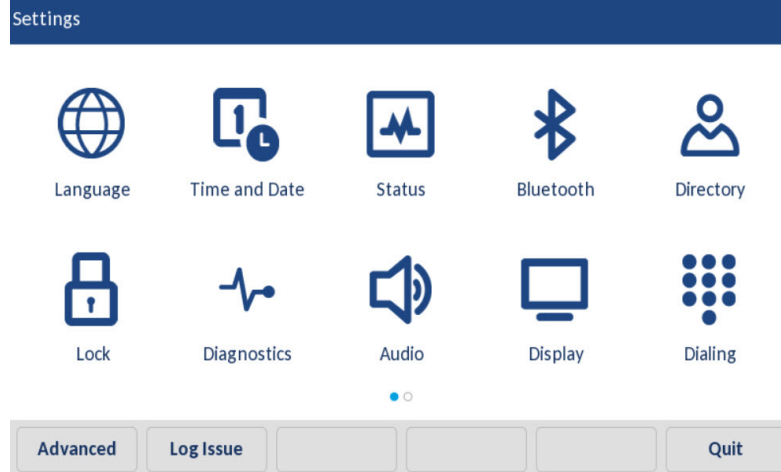 Settings
Language Time and Date Status Bluetooth Directory
Lock Diagnostics Audio Display Dialing
Advanced Log Issue Quit